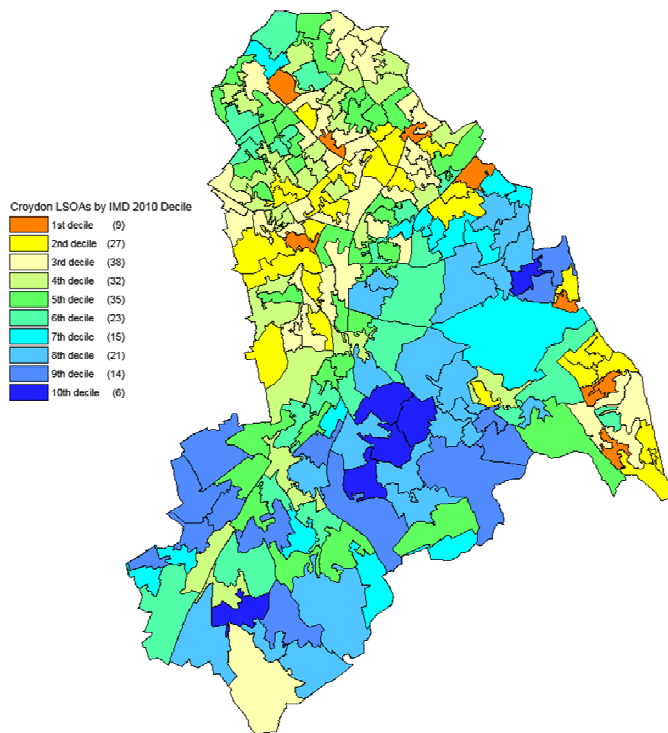 Croydon LSOAs by IMD 2010 Decile
1st decile (9)
2nd decile (27)
3rd decile (38)
4th decile (32)
5th decile (35)
6th decile (23)
7th decile (15)
8th decile (21)
9th decile (14)
10th decile (6)